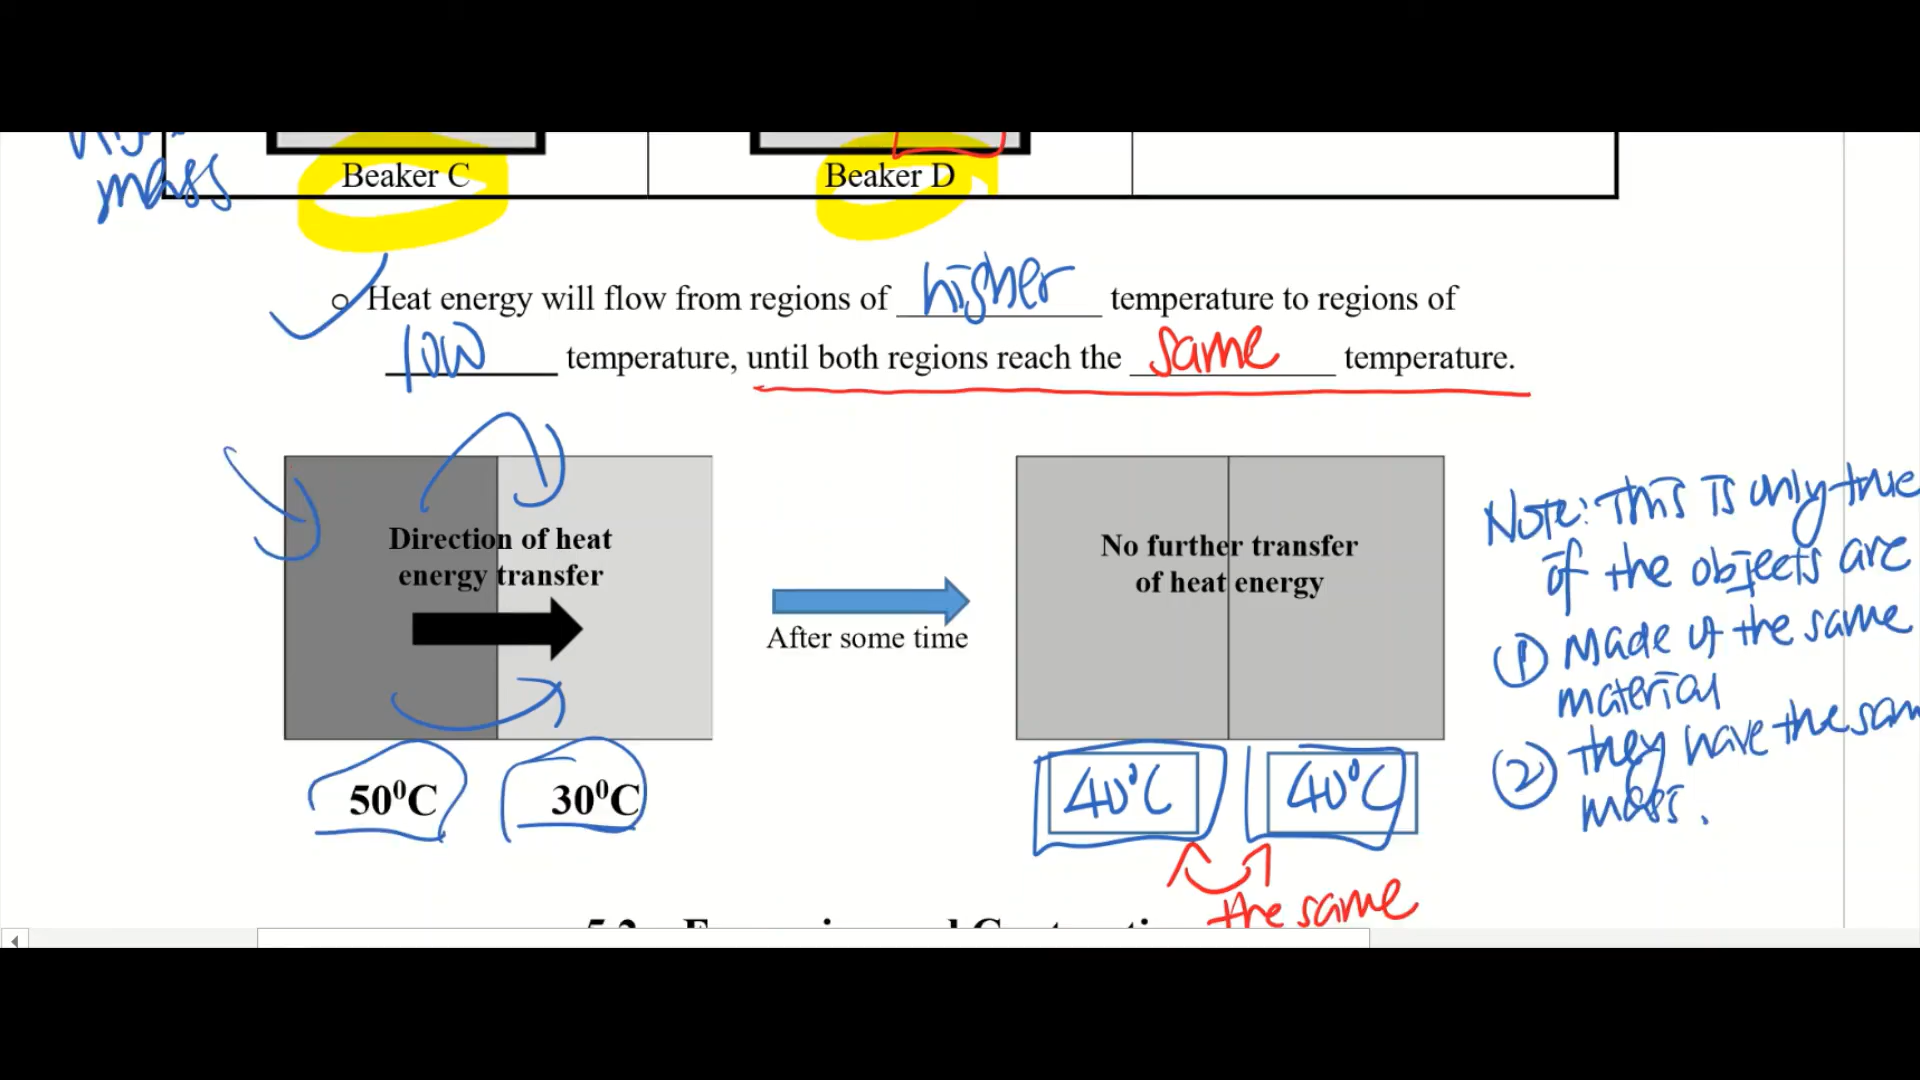 mass
Beaker C
Beaker D
Heat energy will flow from regions of higher temperature to regions of
low temperature, until both regions reach the same temperature.
Direction of heat
energy transfer
After some time
No further transfer
of heat energy
50⁰C
30⁰C
40°C
40°C
the same
Note: This is only true
if the objects are
① Made of the same
material
② they have the sam
mass.